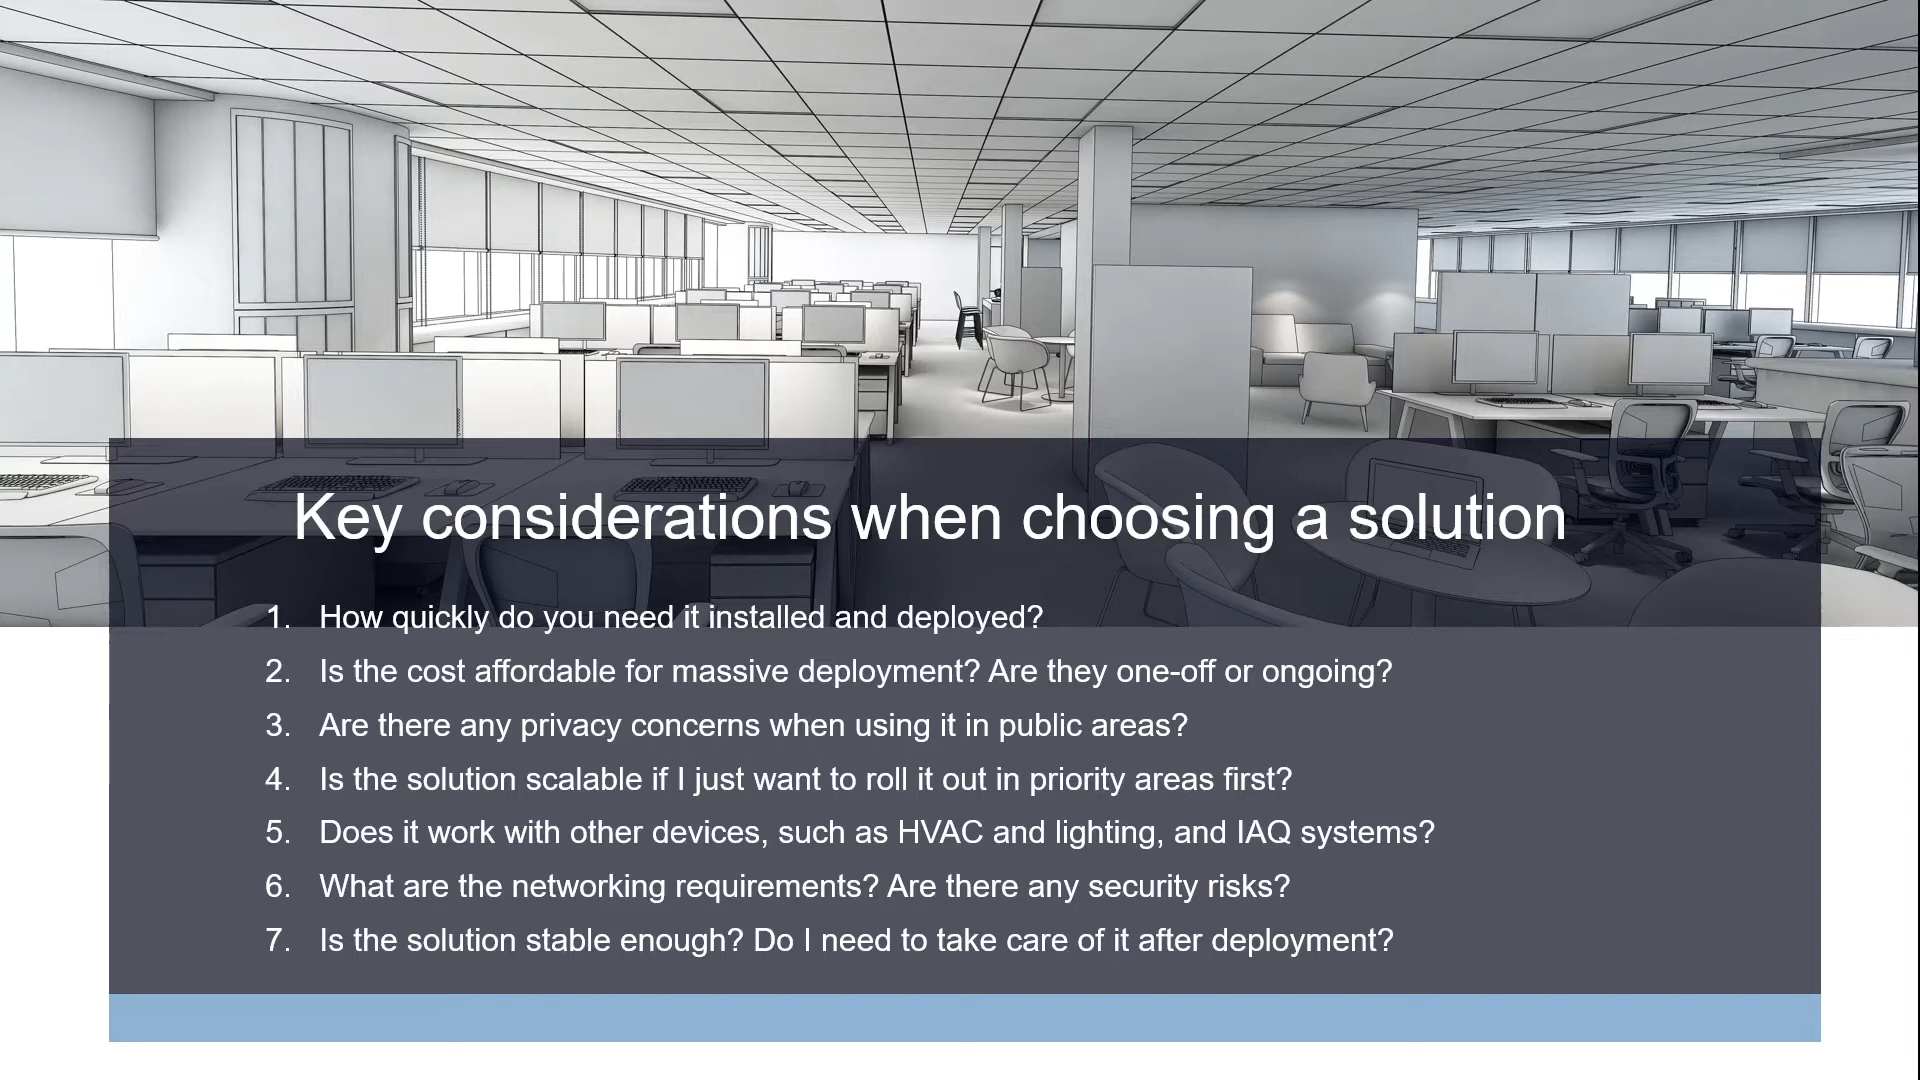 Key considerations when choosing a solution
1. How quickly do you need it installed and deployed?
2. Is the cost affordable for massive deployment? Are they one-off or ongoing?
3. Are there any privacy concerns when using it in public areas?
4. Is the solution scalable if I just want to roll it out in priority areas first?
5. Does it work with other devices, such as HVAC and lighting, and IAQ systems?
6. What are the networking requirements? Are there any security risks?
7. Is the solution stable enough? Do I need to take care of it after deployment?